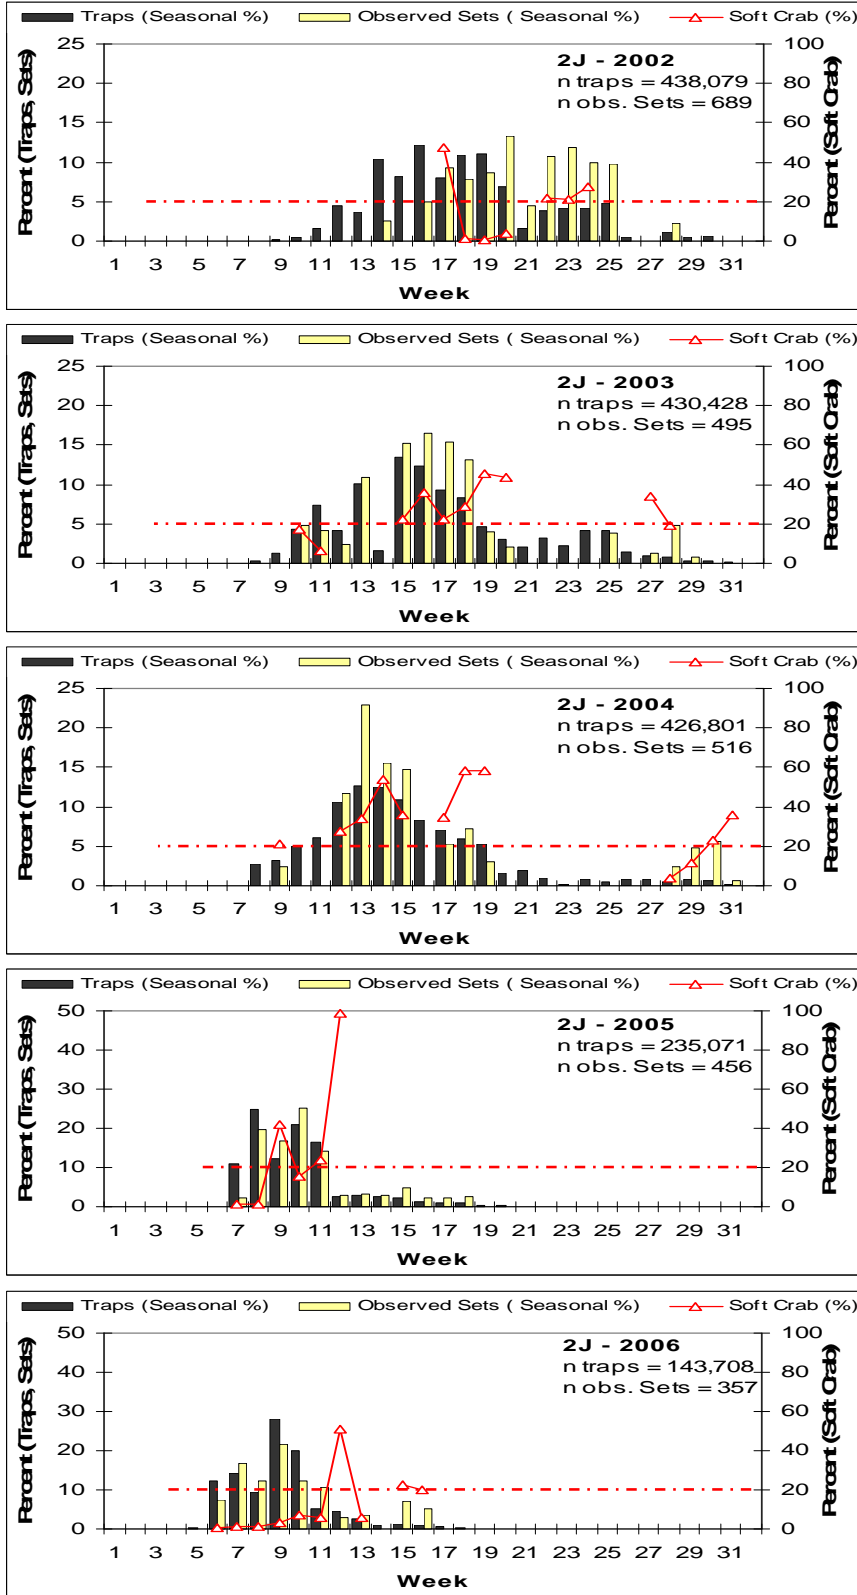 Traps (Seasonal %) Observed Sets ( Seasonal %) Soft Crab (%)
25 100
20 80
15 60
10 40
5 20
0 0
Percent (Traps, Sets)
Percent (Soft Crab)
2J - 2002
n traps = 438,079
n obs. Sets = 689
1 3 5 7 9 11 13 15 17 19 21 23 25 27 29 31
Week
Traps (Seasonal %) Observed Sets ( Seasonal %) Soft Crab (%)
25 100
20 80
15 60
10 40
5 20
0 0
Percent (Traps, Sets)
Percent (Soft Crab)
2J - 2003
n traps = 430,428
n obs. Sets = 495
1 3 5 7 9 11 13 15 17 19 21 23 25 27 29 31
Week
Traps (Seasonal %) Observed Sets ( Seasonal %) Soft Crab (%)
25 100
20 80
15 60
10 40
5 20
0 0
Percent (Traps, Sets)
Percent (Soft Crab)
2J - 2004
n traps = 426,801
n obs. Sets = 516
1 3 5 7 9 11 13 15 17 19 21 23 25 27 29 31
Week
Traps (Seasonal %) Observed Sets ( Seasonal %) Soft Crab (%)
50 100
40 80
30 60
20 40
10 20
0 0
Percent (Traps, Sets)
Percent (Soft Crab)
2J - 2005
n traps = 235,071
n obs. Sets = 456
1 3 5 7 9 11 13 15 17 19 21 23 25 27 29 31
Week
Traps (Seasonal %) Observed Sets ( Seasonal %) Soft Crab (%)
50 100
40 80
30 60
20 40
10 20
0 0
Percent (Traps, Sets)
Percent (Soft Crab)
2J - 2006
n traps = 143,708
n obs. Sets = 357
1 3 5 7 9 11 13 15 17 19 21 23 25 27 29 31
Week